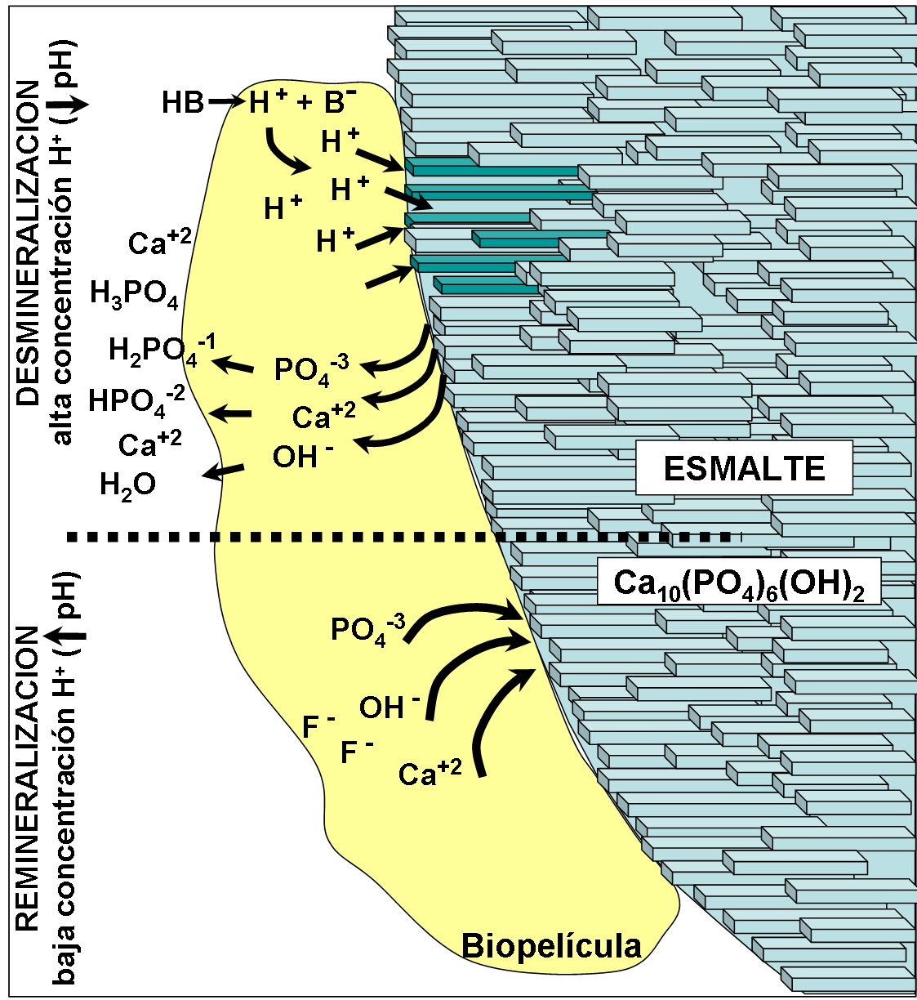 DESMINERALIZACION
alta concentración H⁺ (↓ pH)
HB → H⁺ + B⁻
H⁺
H⁺
H⁺
H⁺
Ca⁺²
H₃PO₄
H₂PO₄⁻¹
PO₄⁻³
HPO₄⁻²
Ca⁺²
Ca⁺²
OH⁻
H₂O
ESMALTE
Ca₁₀(PO₄)₆(OH)₂
REMINERALIZACION
baja concentración H⁺ (↑ pH)
PO₄⁻³
OH⁻
F⁻
F⁻
Ca⁺²
Biopelícula